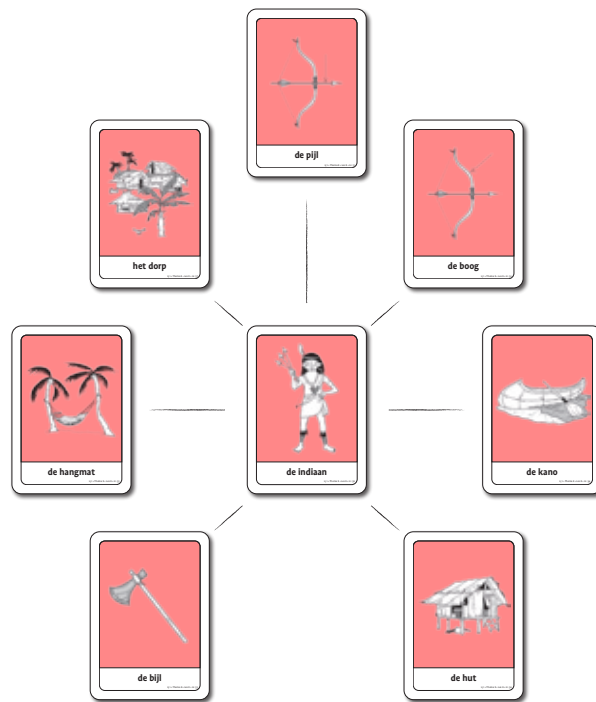 de pijl
het dorp
de boog
de hangmat
de indiaan
de kano
de bijl
de hut